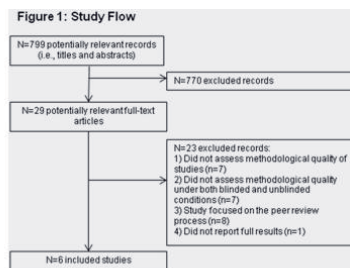 Figure 1: Study Flow
N=799 potentially relevant records
(i.e., titles and abstracts)
N=770 excluded records
N=29 potentially relevant full-text
articles
N=23 excluded records:
1) Did not assess methodological quality of
studies (n=7)
2) Did not assess methodological quality
under both blinded and unblinded
conditions (n=7)
3) Study focused on the peer review
process (n=8)
4) Did not report full results (n=1)
N=6 included studies